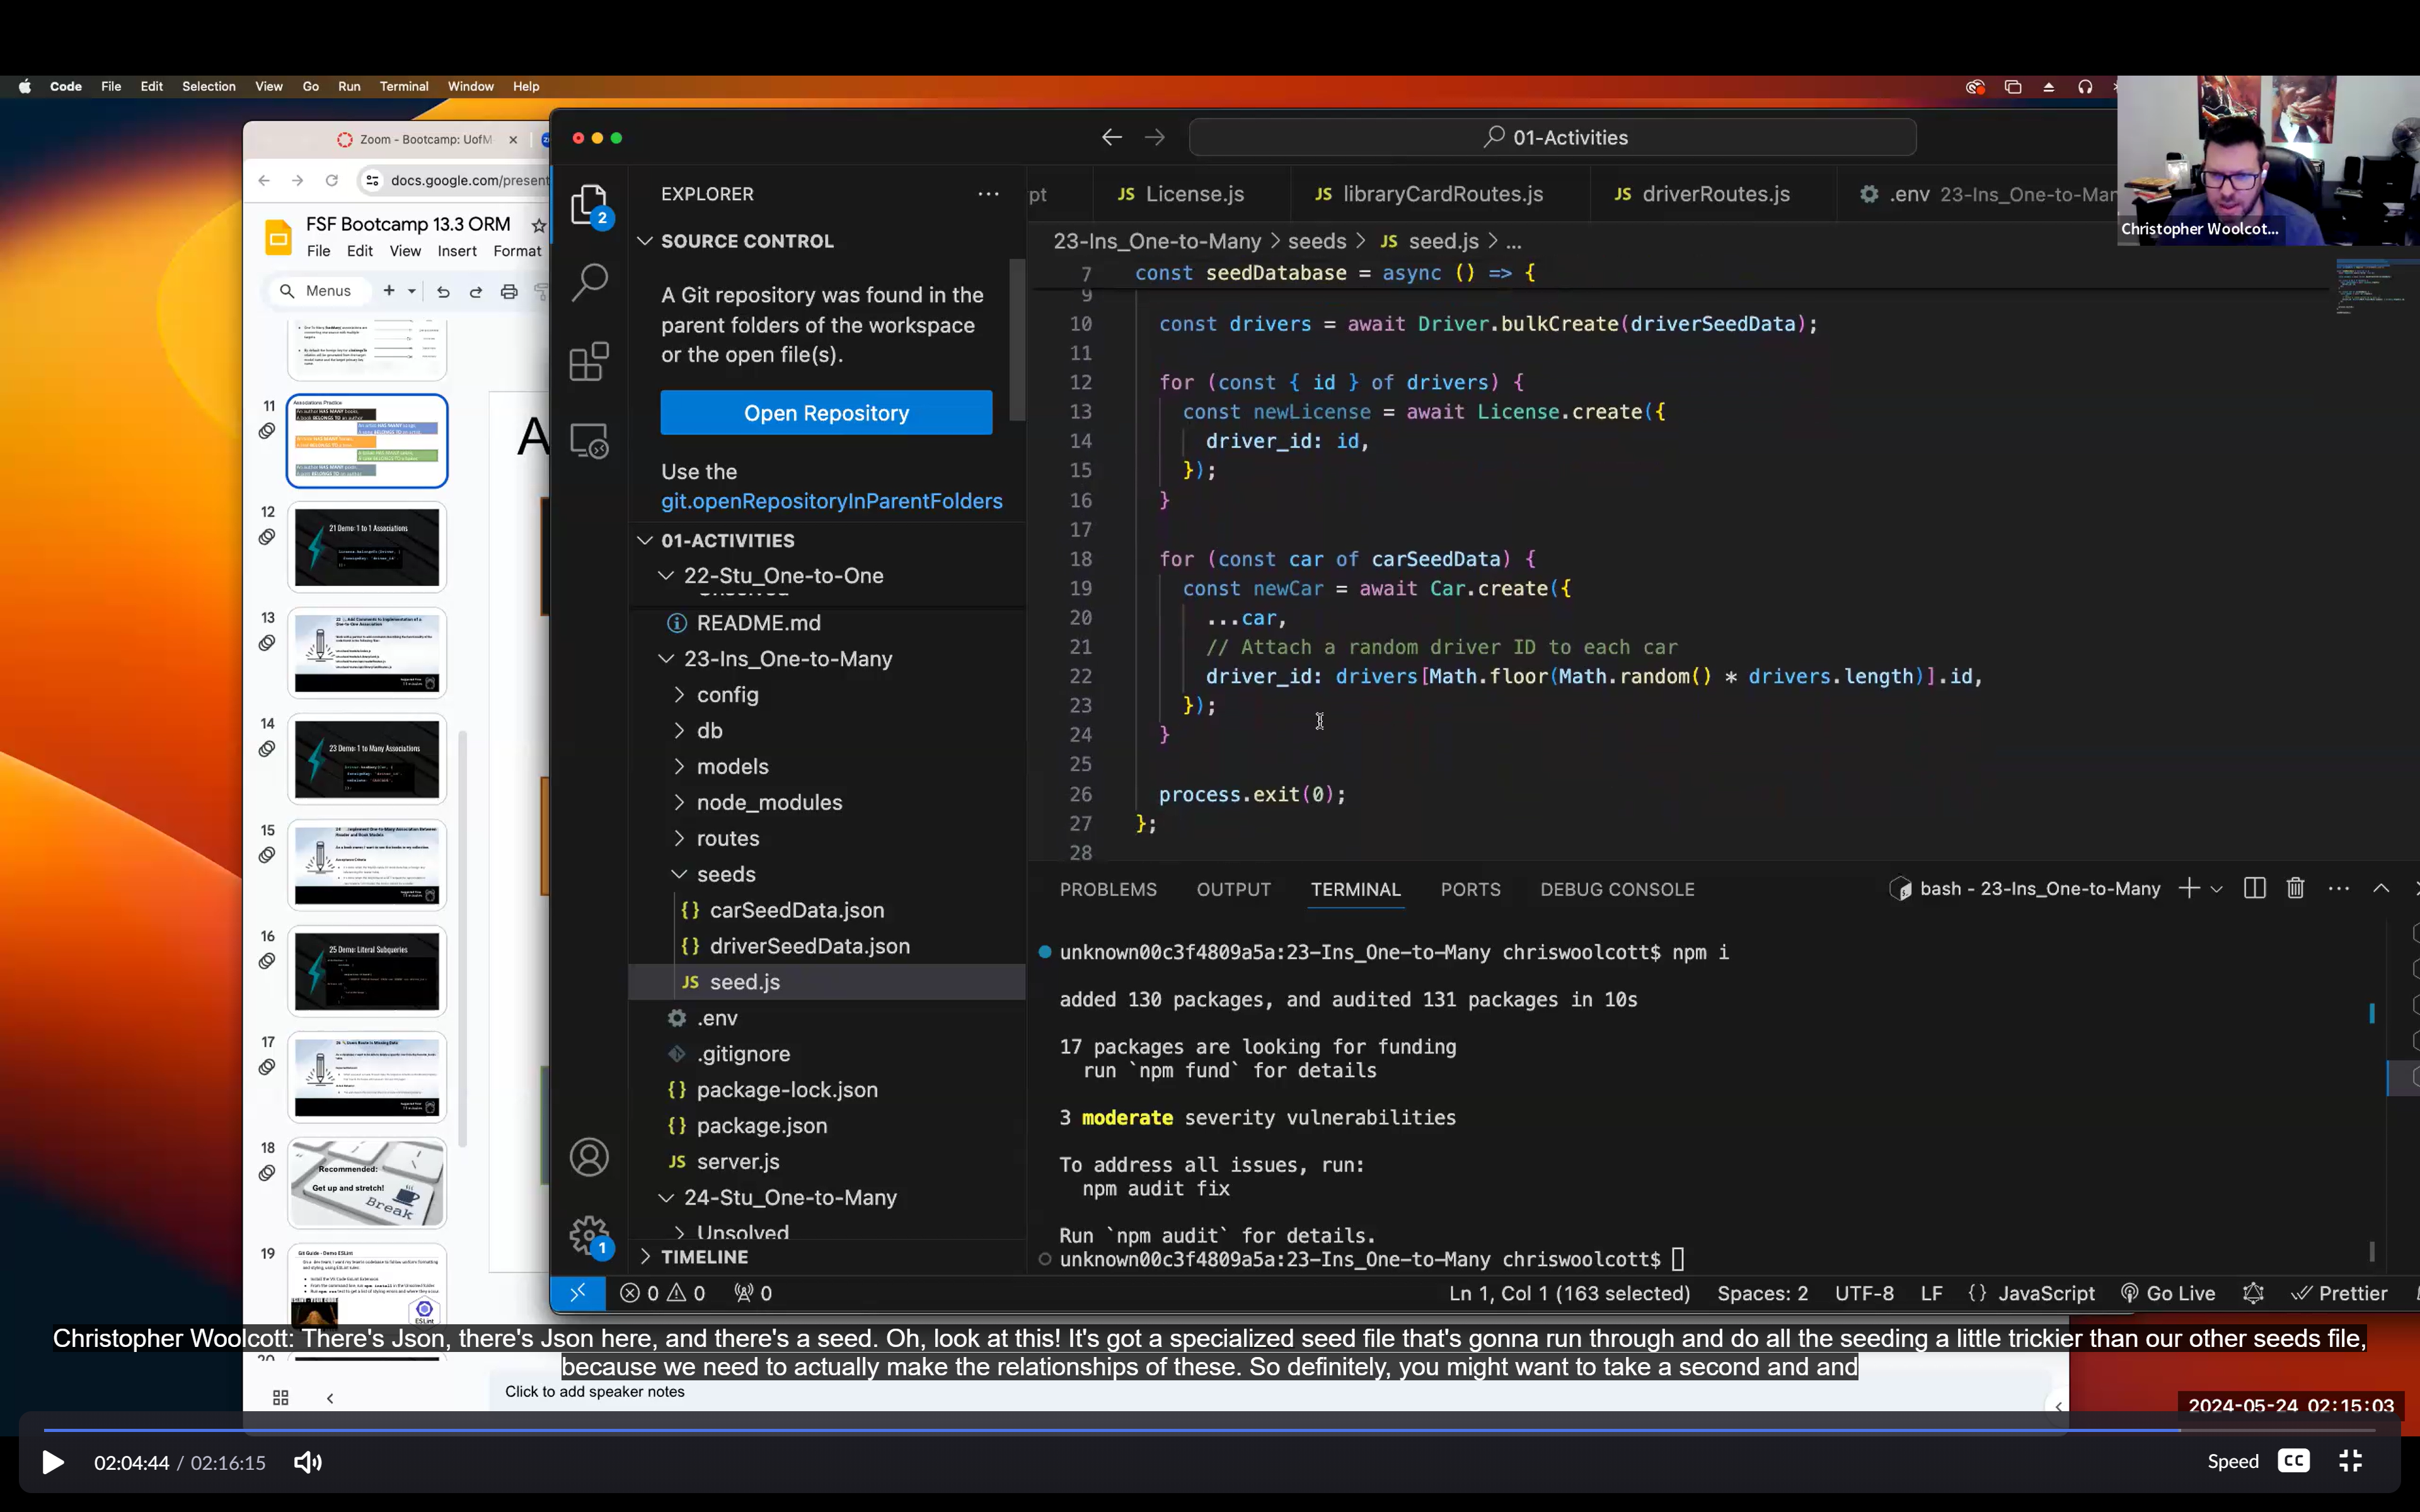 Code File Edit Selection View Go Run Terminal Window Help
Christopher Woolcot...
Zoom - Bootcamp: UofM
docs.google.com/present
FSF Bootcamp 13.3 ORM
File Edit View Insert Format
Menus
11
Associations Practice
12
21 Demo: 1 to 1 Associations
13
14
23 Demo: 1 to Many Associations
15
16
25 Demo: Literal Subqueries
17
18
Recommended:
Get up and stretch!
Break
19
Git Guide - Demo ESLint
ESLint
20
A
Click to add speaker notes
01-Activities
EXPLORER
SOURCE CONTROL
A Git repository was found in the
parent folders of the workspace
or the open file(s).
Open Repository
Use the
git.openRepositoryInParentFolders
01-ACTIVITIES
22-Stu_One-to-One
README.md
23-Ins_One-to-Many
config
db
models
node_modules
routes
seeds
{} carSeedData.json
{} driverSeedData.json
JS seed.js
.env
.gitignore
{} package-lock.json
{} package.json
JS server.js
24-Stu_One-to-Many
Unsolved
TIMELINE
2
1
pt JS License.js JS libraryCardRoutes.js JS driverRoutes.js .env 23-Ins_One-to-Man
23-Ins_One-to-Many > seeds > JS seed.js > ...
7 const seedDatabase = async () => {
9
10 const drivers = await Driver.bulkCreate(driverSeedData);
11
12 for (const { id } of drivers) {
13 const newLicense = await License.create({
14 driver_id: id,
15 });
16 }
17
18 for (const car of carSeedData) {
19 const newCar = await Car.create({
20 ...car,
21 // Attach a random driver ID to each car
22 driver_id: drivers[Math.floor(Math.random() * drivers.length)].id,
23 });
24 }
25
26 process.exit(0);
27 };
28
PROBLEMS OUTPUT TERMINAL PORTS DEBUG CONSOLE
bash - 23-Ins_One-to-Many
unknown00c3f4809a5a:23-Ins_One-to-Many chriswoolcott$ npm i
added 130 packages, and audited 131 packages in 10s
17 packages are looking for funding
run `npm fund` for details
3 moderate severity vulnerabilities
To address all issues, run:
npm audit fix
Run `npm audit` for details.
unknown00c3f4809a5a:23-Ins_One-to-Many chriswoolcott$
0 0 0
Ln 1, Col 1 (163 selected) Spaces: 2 UTF-8 LF {} JavaScript Go Live Prettier
Christopher Woolcott: There's Json, there's Json here, and there's a seed. Oh, look at this! It's got a specialized seed file that's gonna run through and do all the seeding a little trickier than our other seeds file,
because we need to actually make the relationships of these. So definitely, you might want to take a second and and
2024-05-24 02:15:03
02:04:44 / 02:16:15
Speed CC